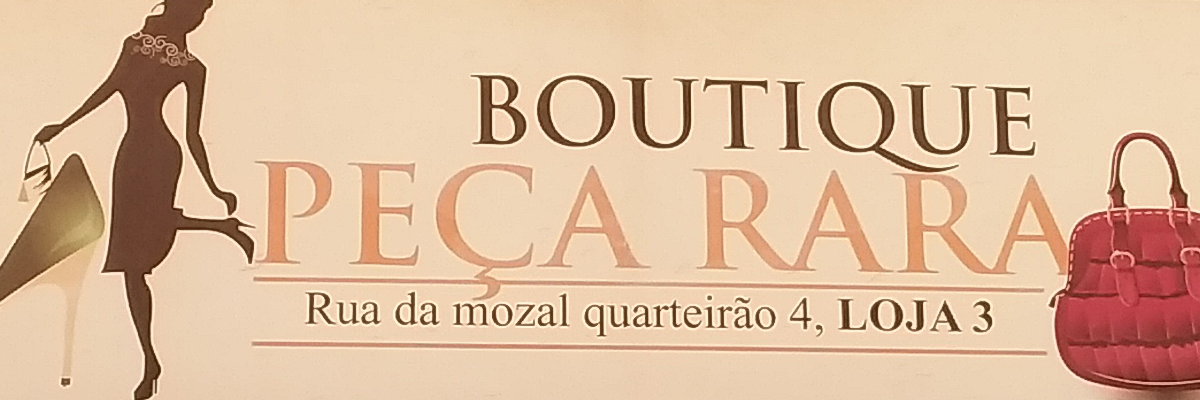 BOUTIQUE
PEÇA RARA
Rua da mozal quarteirão 4, LOJA 3